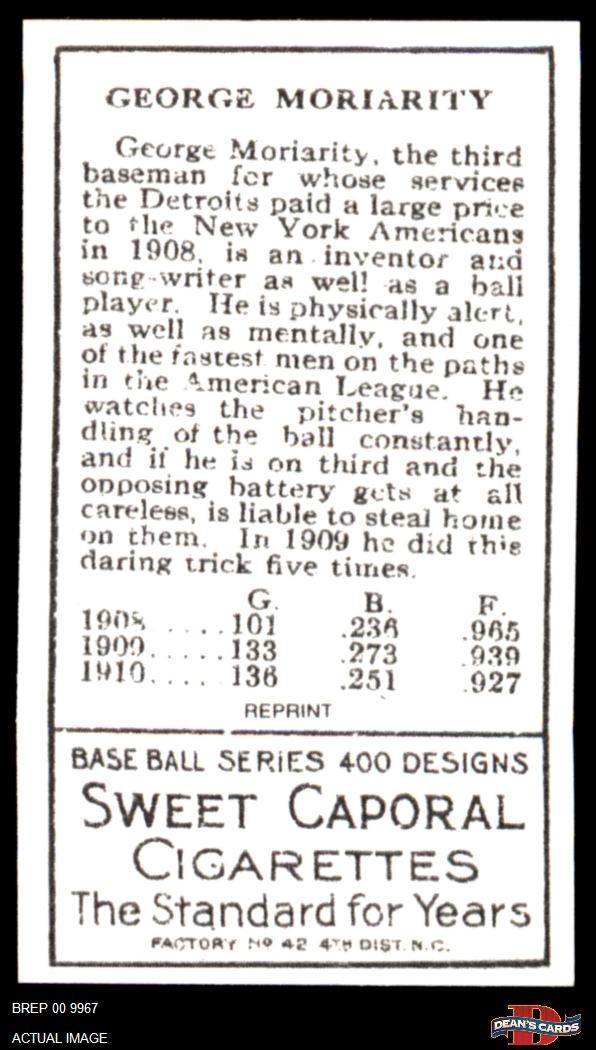 GEORGE MORIARITY
George Moriarity, the third
baseman for whose services
the Detroits paid a large price
to the New York Americans
in 1908, is an inventor and
song-writer as well as a ball
player. He is physically alert,
as well as mentally, and one
of the fastest men on the paths
in the American League. He
watches the pitcher's han-
dling of the ball constantly,
and if he is on third and the
opposing battery gets at all
careless, is liable to steal home
on them. In 1909 he did this
daring trick five times.
G. B. F.
1908.....101 .236 .965
1909.....133 .273 .939
1910.....136 .251 .927
REPRINT
BASE BALL SERIES 400 DESIGNS
SWEET CAPORAL
CIGARETTES
The Standard for Years
FACTORY Nº 42 4TH DIST. N.C.
BREP 00 9967
ACTUAL IMAGE
D
DEAN'S CARDS